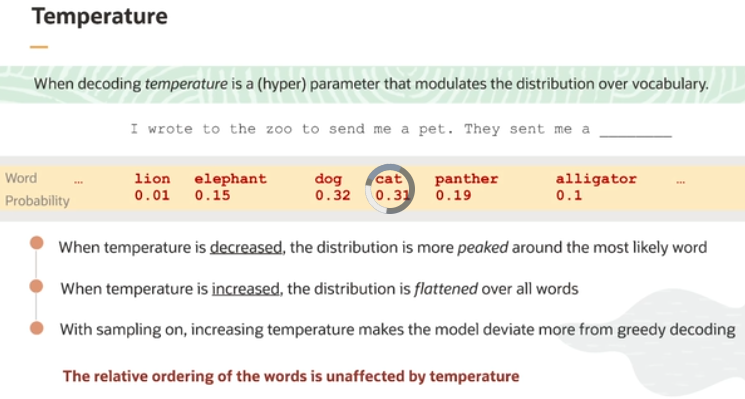 Temperature
When decoding temperature is a (hyper) parameter that modulates the distribution over vocabulary.
I wrote to the zoo to send me a pet. They sent me a ________
Word ... lion elephant dog cat panther alligator ...
Probability 0.01 0.15 0.32 0.31 0.19 0.1
When temperature is decreased, the distribution is more peaked around the most likely word
When temperature is increased, the distribution is flattened over all words
With sampling on, increasing temperature makes the model deviate more from greedy decoding
The relative ordering of the words is unaffected by temperature